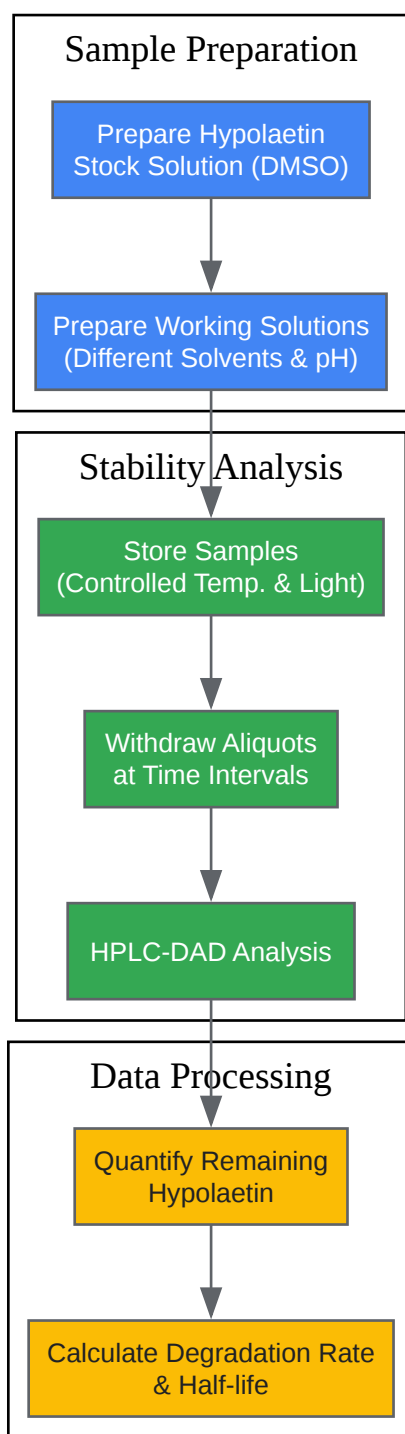 Sample Preparation
Prepare Hypolaetin
Stock Solution (DMSO)
Prepare Working Solutions
(Different Solvents & pH)
Stability Analysis
Store Samples
(Controlled Temp. & Light)
Withdraw Aliquots
at Time Intervals
HPLC-DAD Analysis
Data Processing
Quantify Remaining
Hypolaetin
Calculate Degradation Rate
& Half-life